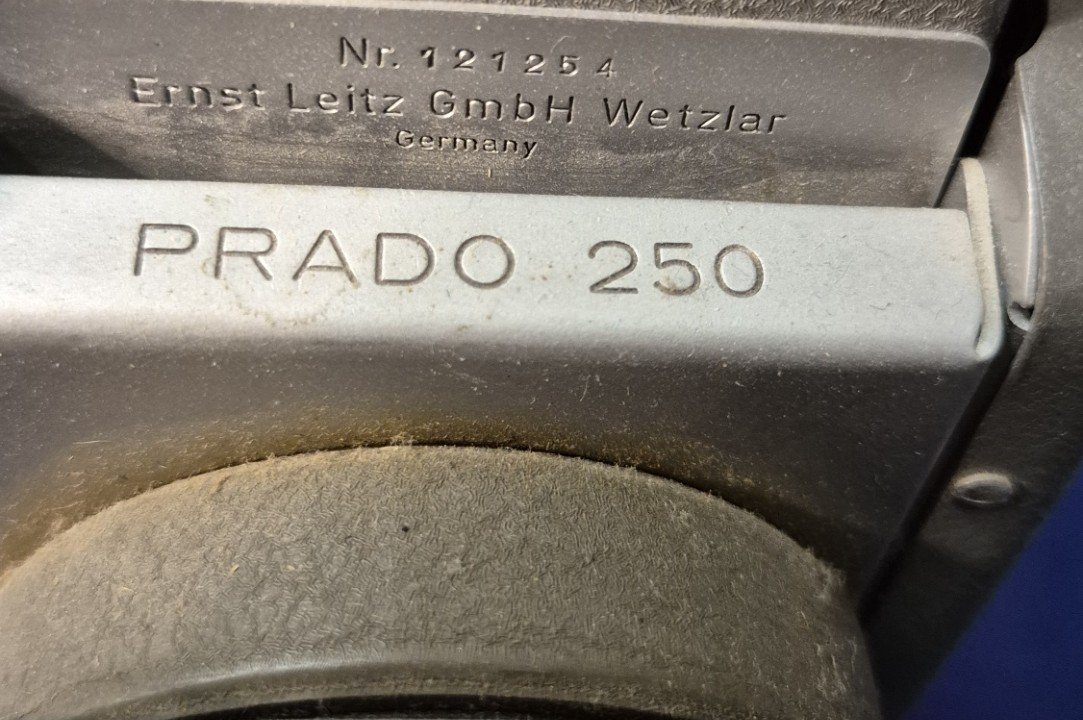 Nr. 121254
Ernst Leitz GmbH Wetzlar
Germany
PRADO 250